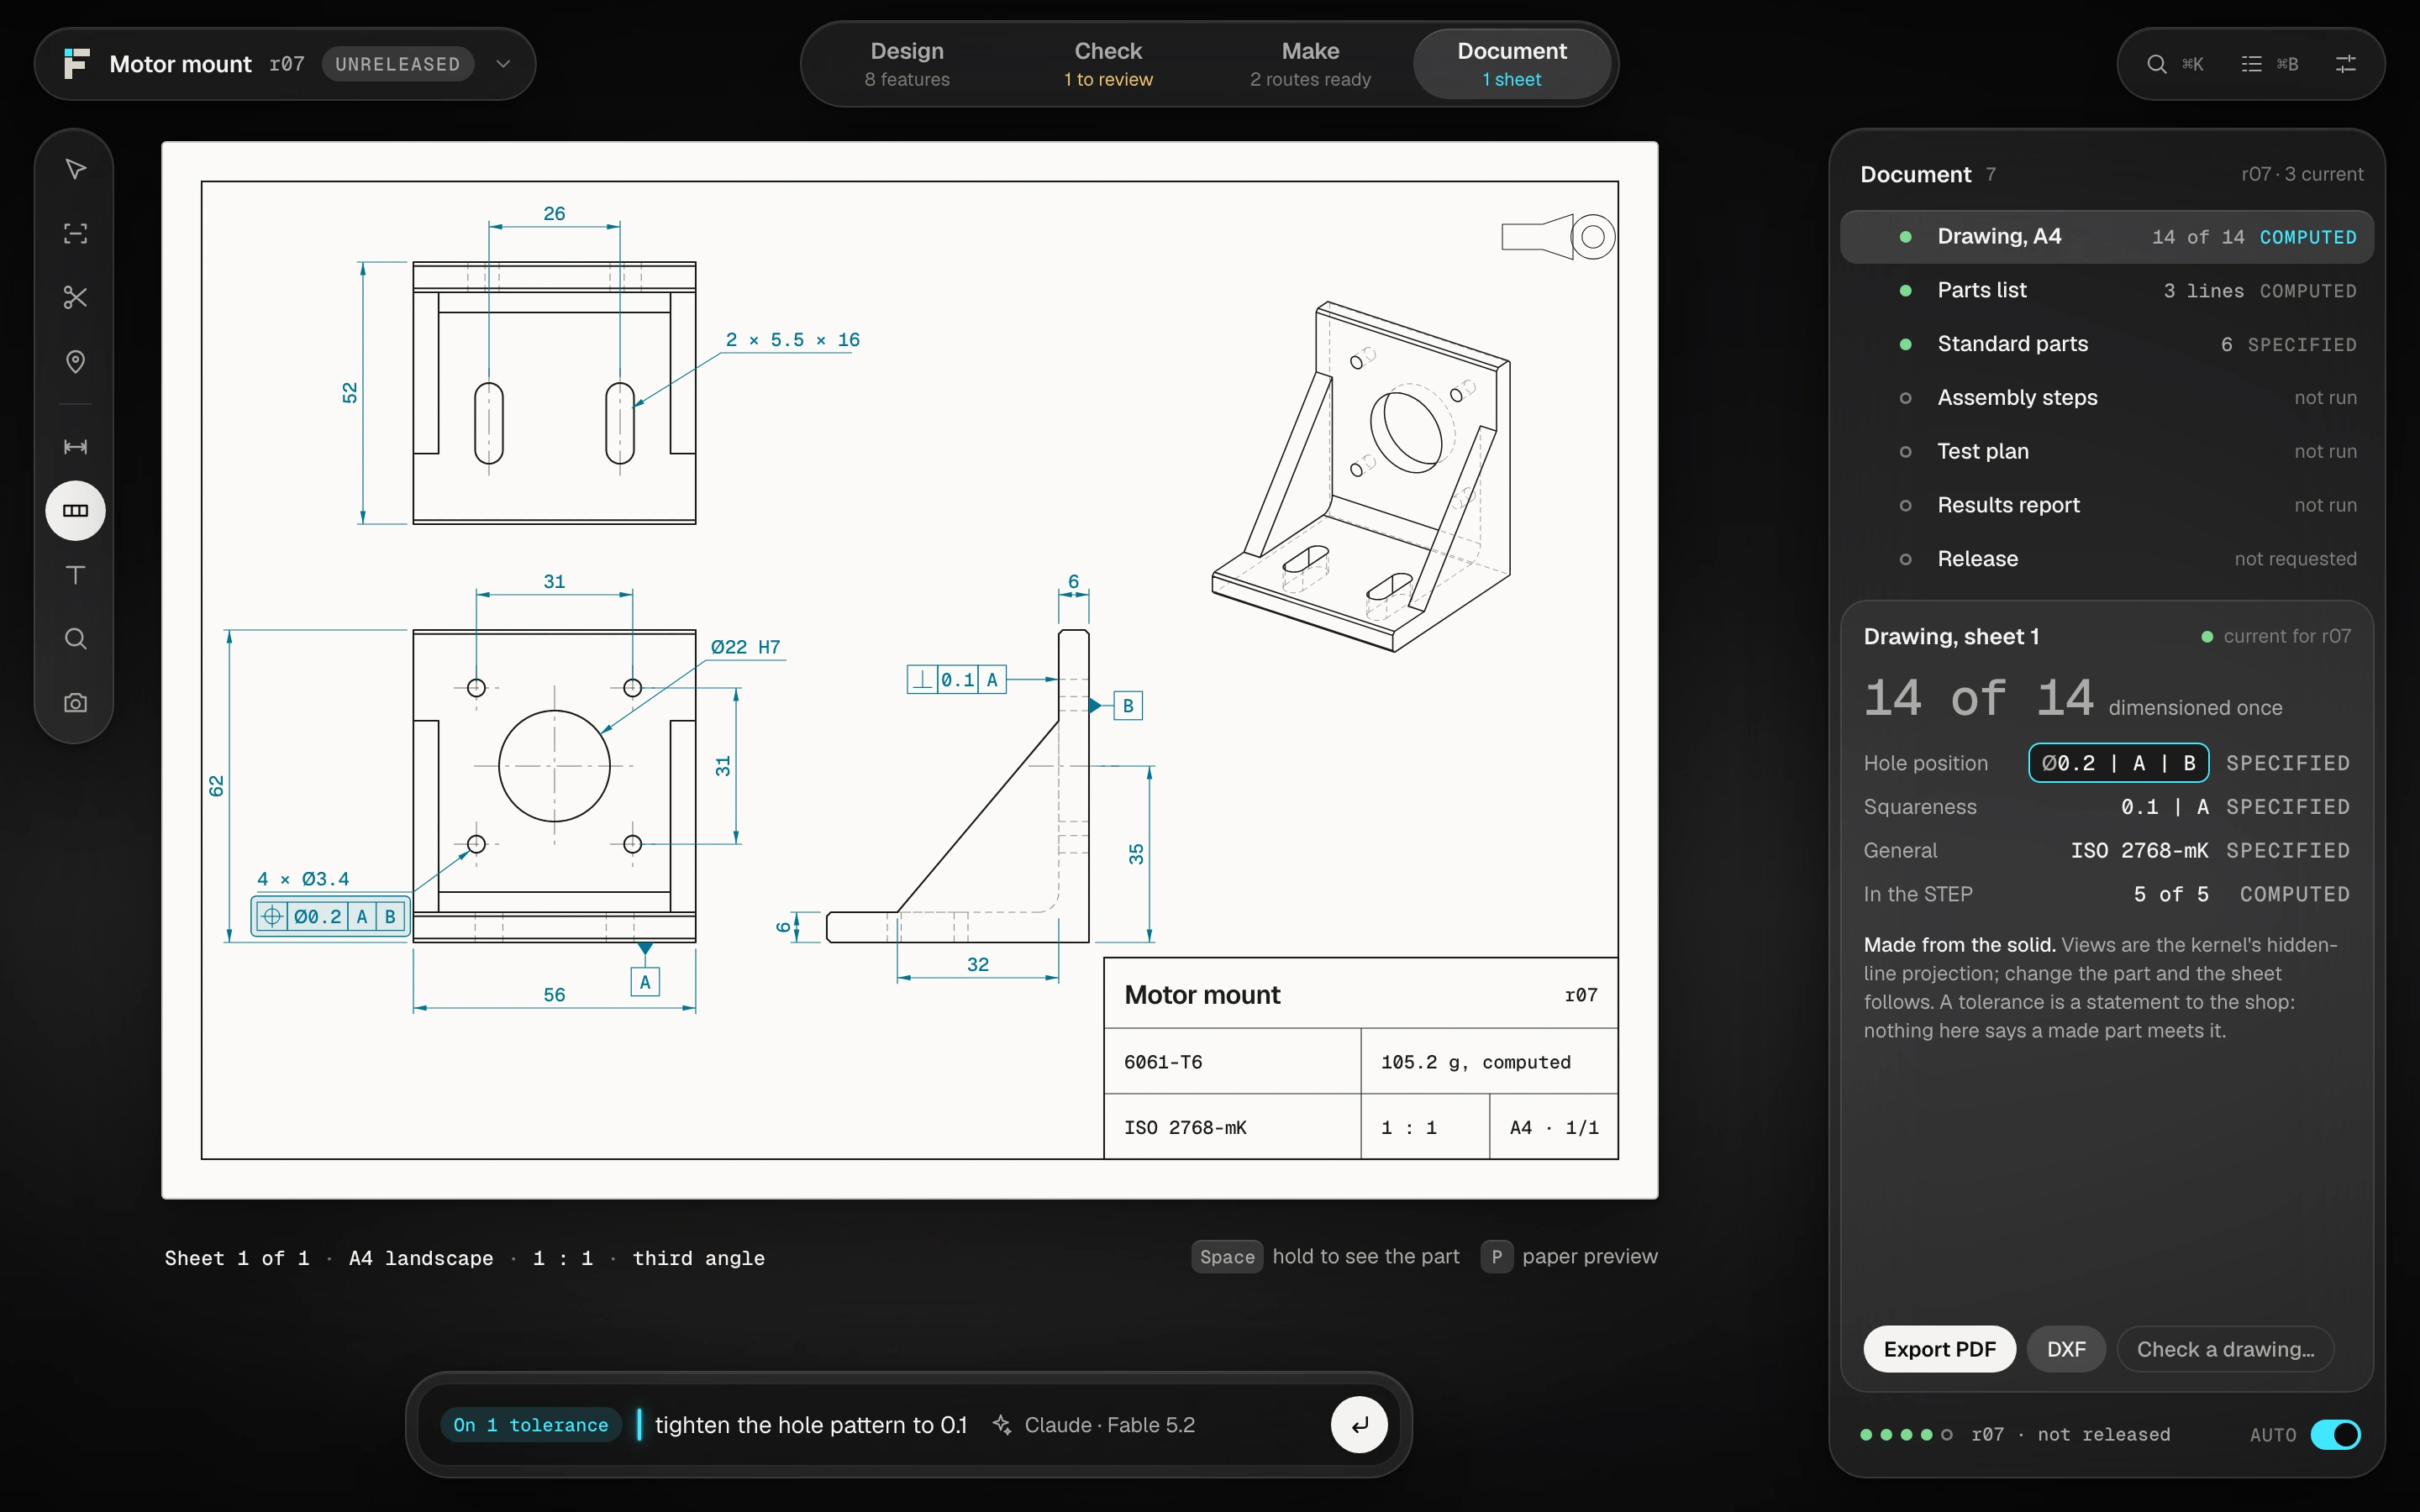 Motor mount r07 UNRELEASED
Design
8 features
Check
1 to review
Make
2 routes ready
Document
1 sheet
⌘K
⌘B
26
52
2 × 5.5 × 16
31
62
Ø22 H7
31
4 × Ø3.4
Ø0.2 A B
A
56
6
⊥ 0.1 A
B
35
6
32
Motor mount r07
6061-T6 105.2 g, computed
ISO 2768-mK 1 : 1 A4 · 1/1
Sheet 1 of 1 · A4 landscape · 1 : 1 · third angle
Space hold to see the part P paper preview
On 1 tolerance tighten the hole pattern to 0.1 Claude · Fable 5.2
Document 7 r07 · 3 current
Drawing, A4 14 of 14 COMPUTED
Parts list 3 lines COMPUTED
Standard parts 6 SPECIFIED
Assembly steps not run
Test plan not run
Results report not run
Release not requested
Drawing, sheet 1 current for r07
14 of 14 dimensioned once
Hole position Ø0.2 | A | B SPECIFIED
Squareness 0.1 | A SPECIFIED
General ISO 2768-mK SPECIFIED
In the STEP 5 of 5 COMPUTED
Made from the solid. Views are the kernel's hidden-
line projection; change the part and the sheet
follows. A tolerance is a statement to the shop:
nothing here says a made part meets it.
Export PDF DXF Check a drawing…
r07 · not released AUTO